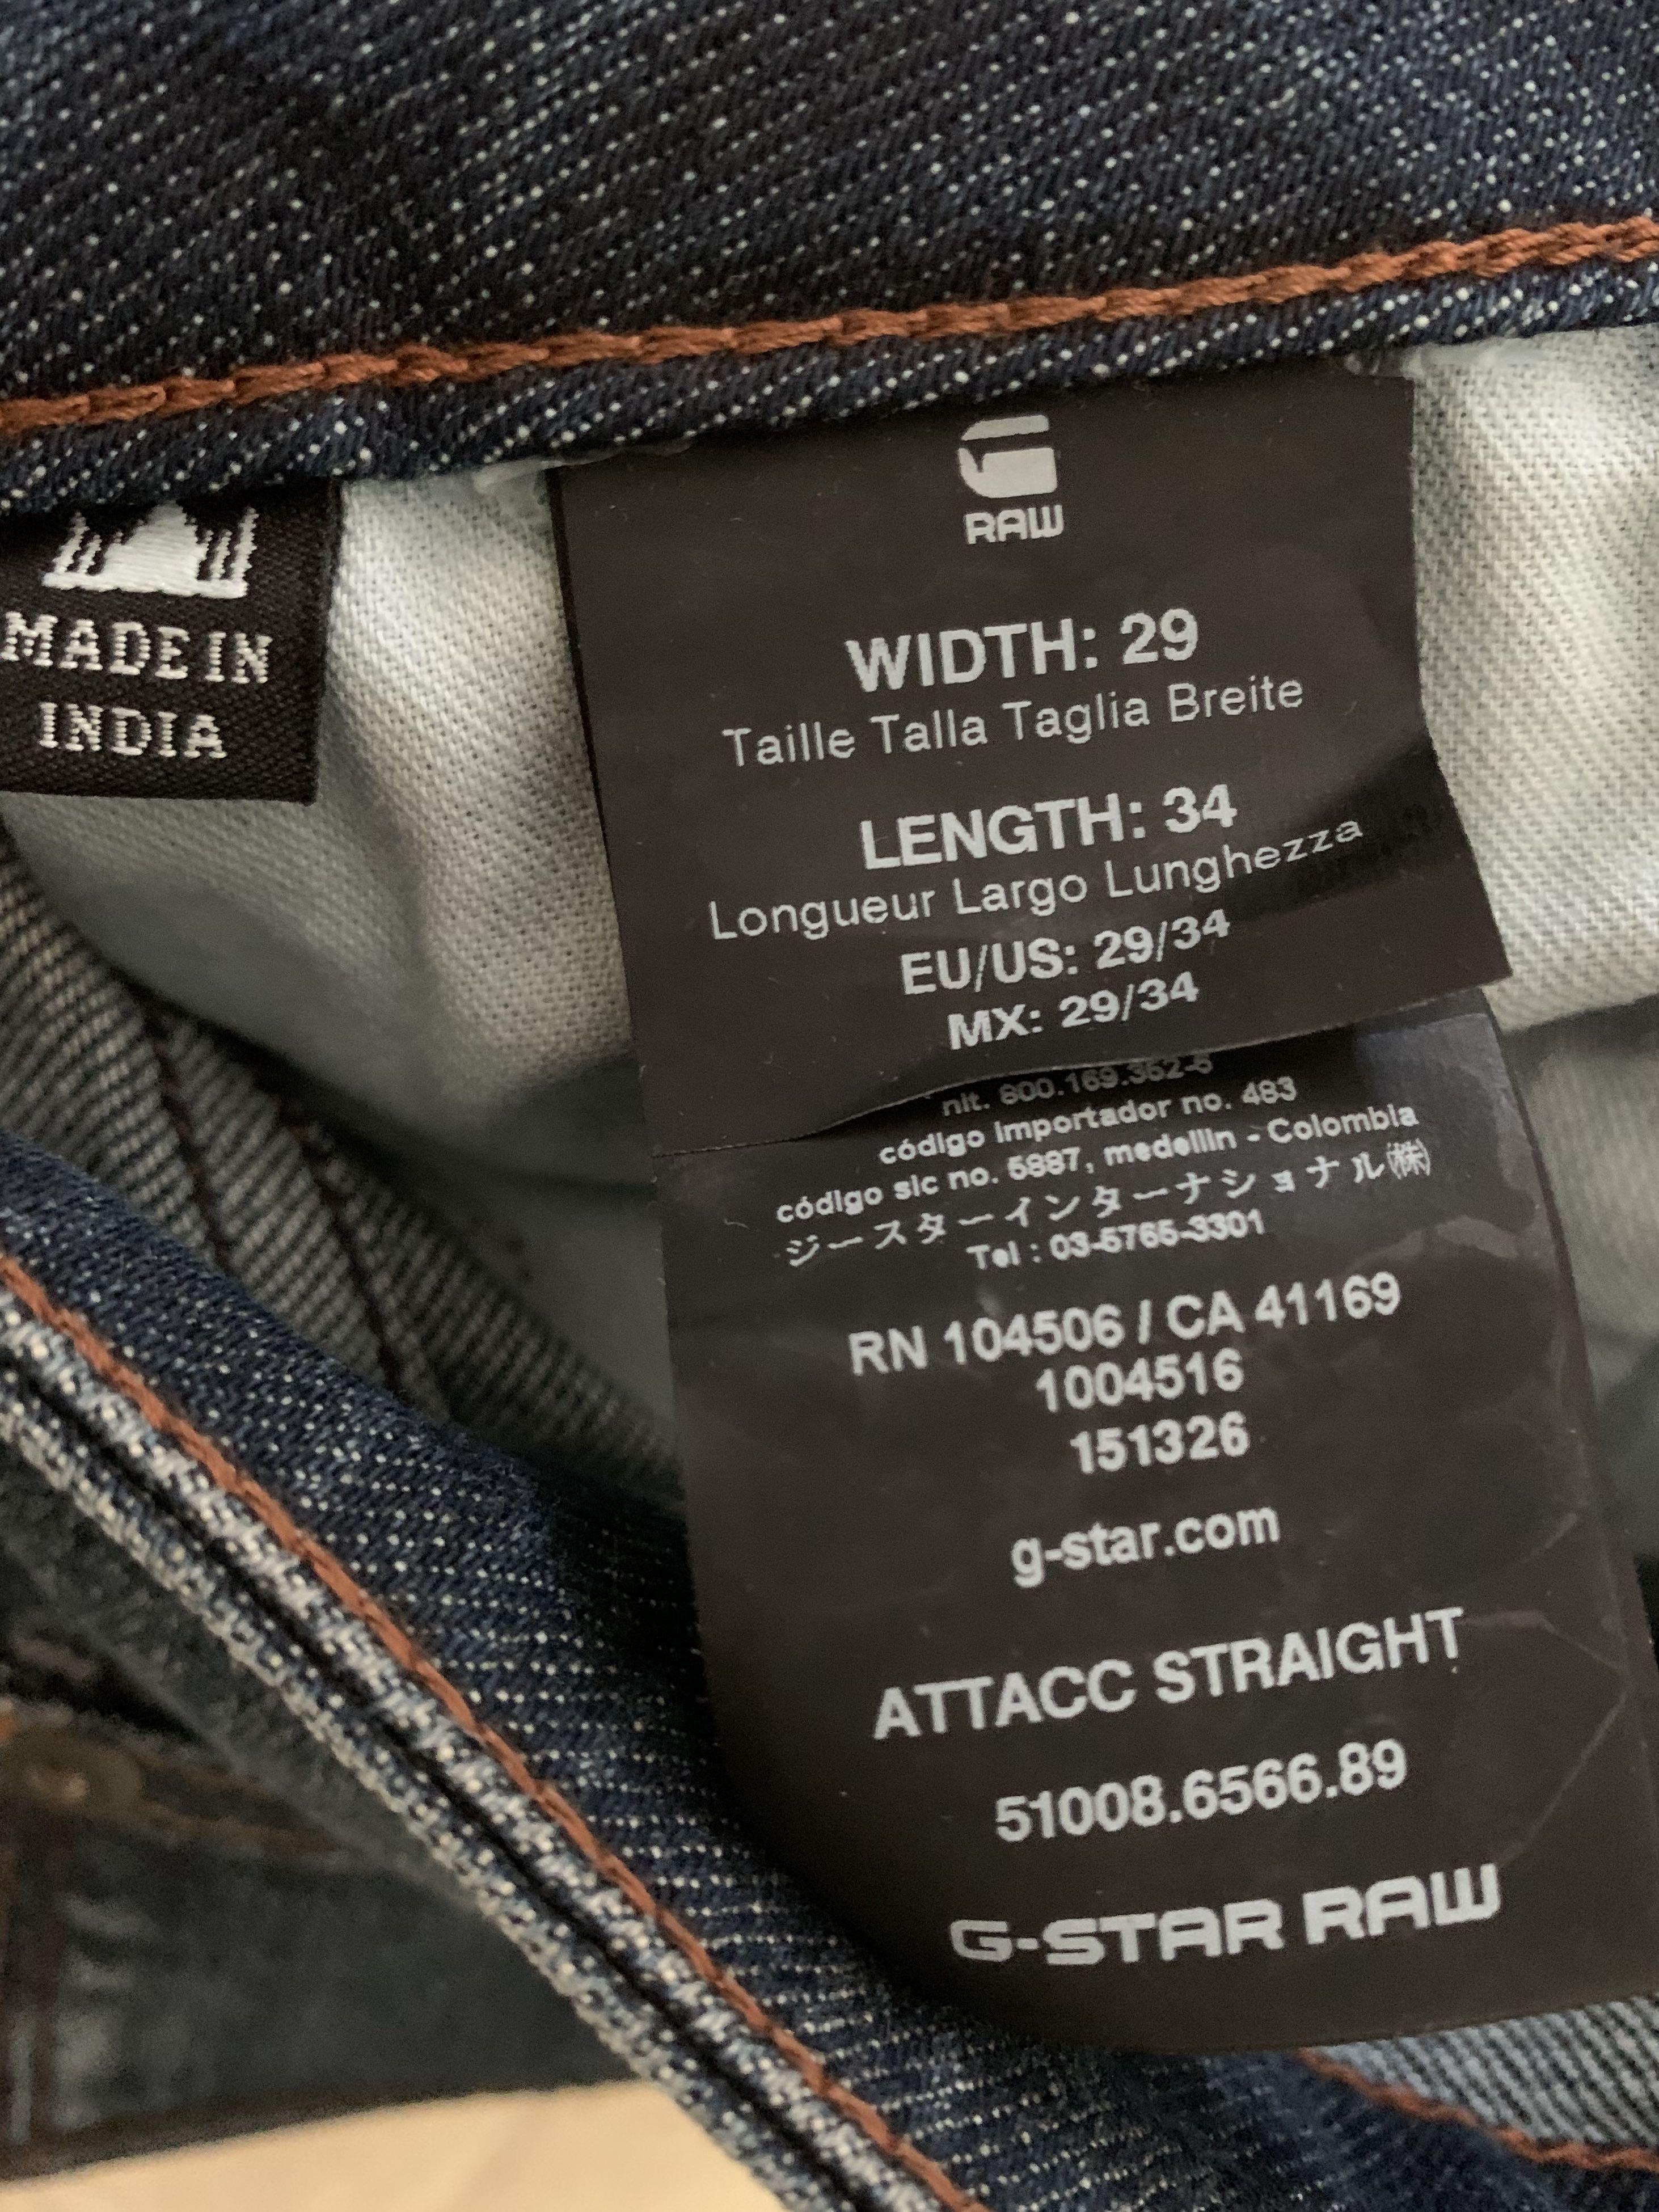 MADE IN
INDIA
RAW
WIDTH: 29
Taille Talla Taglia Breite
LENGTH: 34
Longueur Largo Lunghezza
EU/US: 29/34
MX: 29/34
nit. 800.169.352-5
código importador no. 483
código sic no. 5887, medellin - Colombia
ジースターインターナショナル㈱
Tel : 03-5765-3301
RN 104506 / CA 41169
1004516
151326
g-star.com
ATTACC STRAIGHT
51008.6566.89
G-STAR RAW